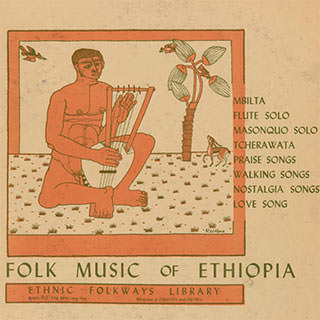 MBILTA
FLUTE SOLO
MASONQUO SOLO
TCHERAWATA
PRAISE SONGS
WALKING SONGS
NOSTALGIA SONGS
LOVE SONG
FOLK MUSIC OF ETHIOPIA
ETHNIC FOLKWAYS LIBRARY